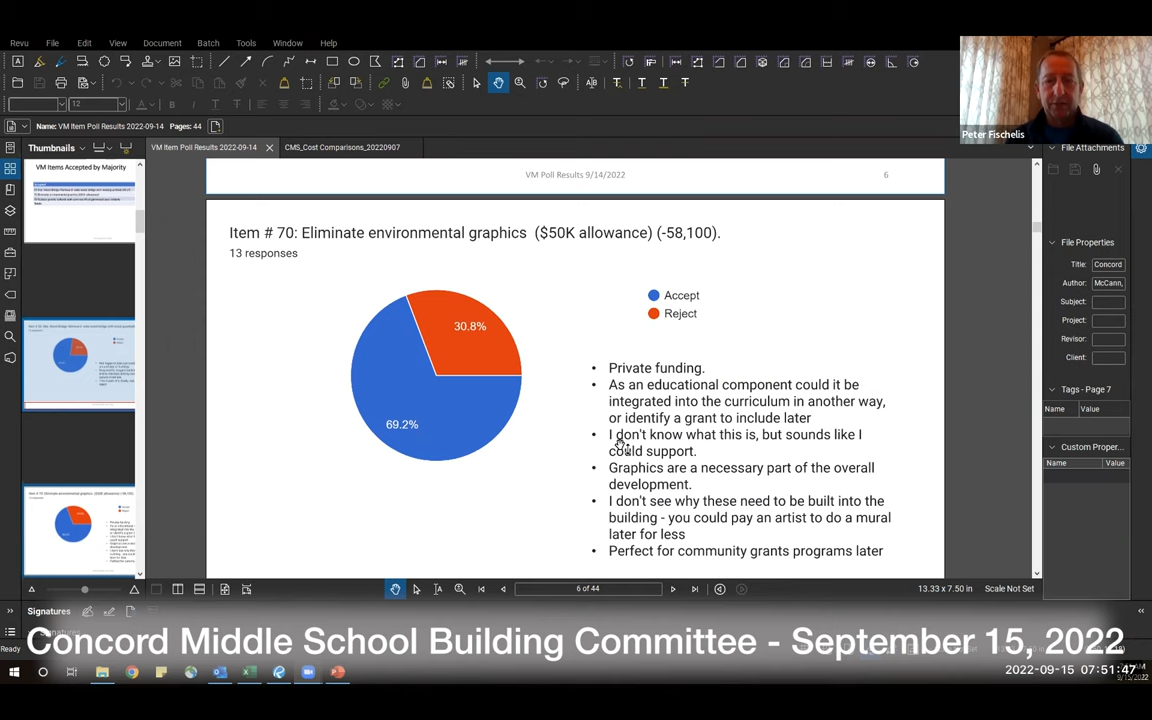 Revu File Edit View Document Batch Tools Window Help
12
Name: VM Item Poll Results 2022-09-14 Pages: 44
Thumbnails
VM Item Poll Results 2022-09-14
CMS_Cost Comparisons_20220907
VM Items Accepted by Majority
VM Poll Results 9/14/2022
6
Item # 70: Eliminate environmental graphics ($50K allowance) (-58,100).
13 responses
Accept
Reject
30.8%
69.2%
• Private funding.
• As an educational component could it be
integrated into the curriculum in another way,
or identify a grant to include later
• I don't know what this is, but sounds like I
could support.
• Graphics are a necessary part of the overall
development.
• I don't see why these need to be built into the
building - you could pay an artist to do a mural
later for less
• Perfect for community grants programs later
Peter Fischelis
File Attachments
File Properties
Title: Concord
Author: McCann,
Subject:
Project:
Revisor:
Client:
Tags - Page 7
Name Value
Custom Proper...
Name Value
6 of 44
13.33 x 7.50 in
Scale Not Set
Signatures
Ready
Concord Middle School Building Committee - September 15, 2022
2022-09-15 07:51:47
9/15/2022